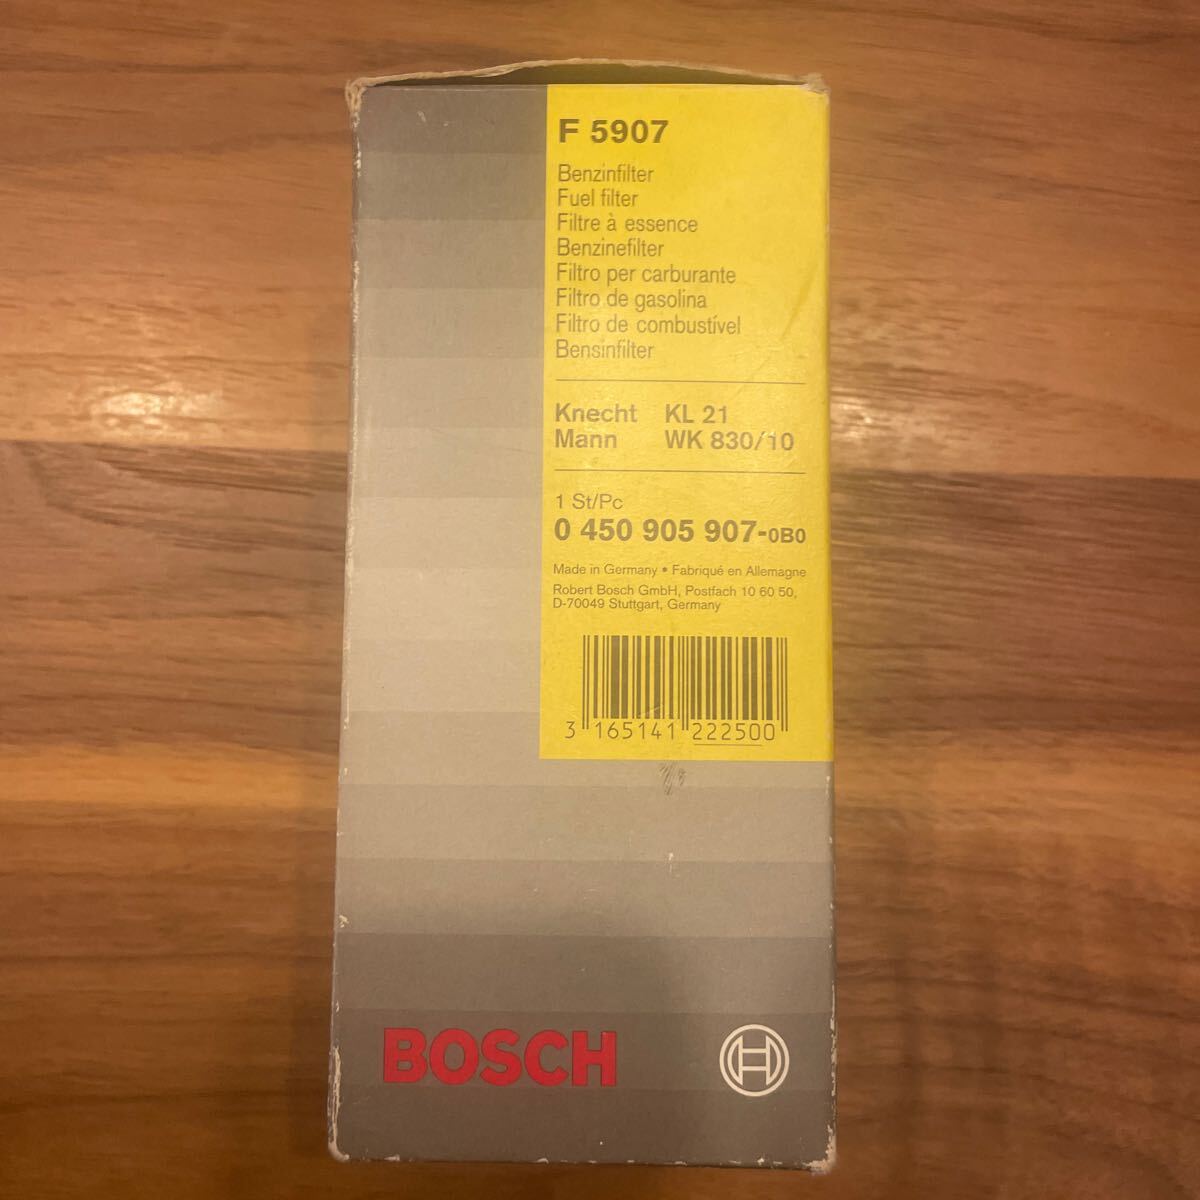 F 5907
Benzinfilter
Fuel filter
Filtre à essence
Benzinefilter
Filtro per carburante
Filtro de gasolina
Filtro de combustível
Bensinfilter
Knecht KL 21
Mann WK 830/10
1 St/Pc
0 450 905 907-0B0
Made in Germany • Fabriqué en Allemagne
Robert Bosch GmbH, Postfach 10 60 50,
D-70049 Stuttgart, Germany
3 165141 222500
BOSCH